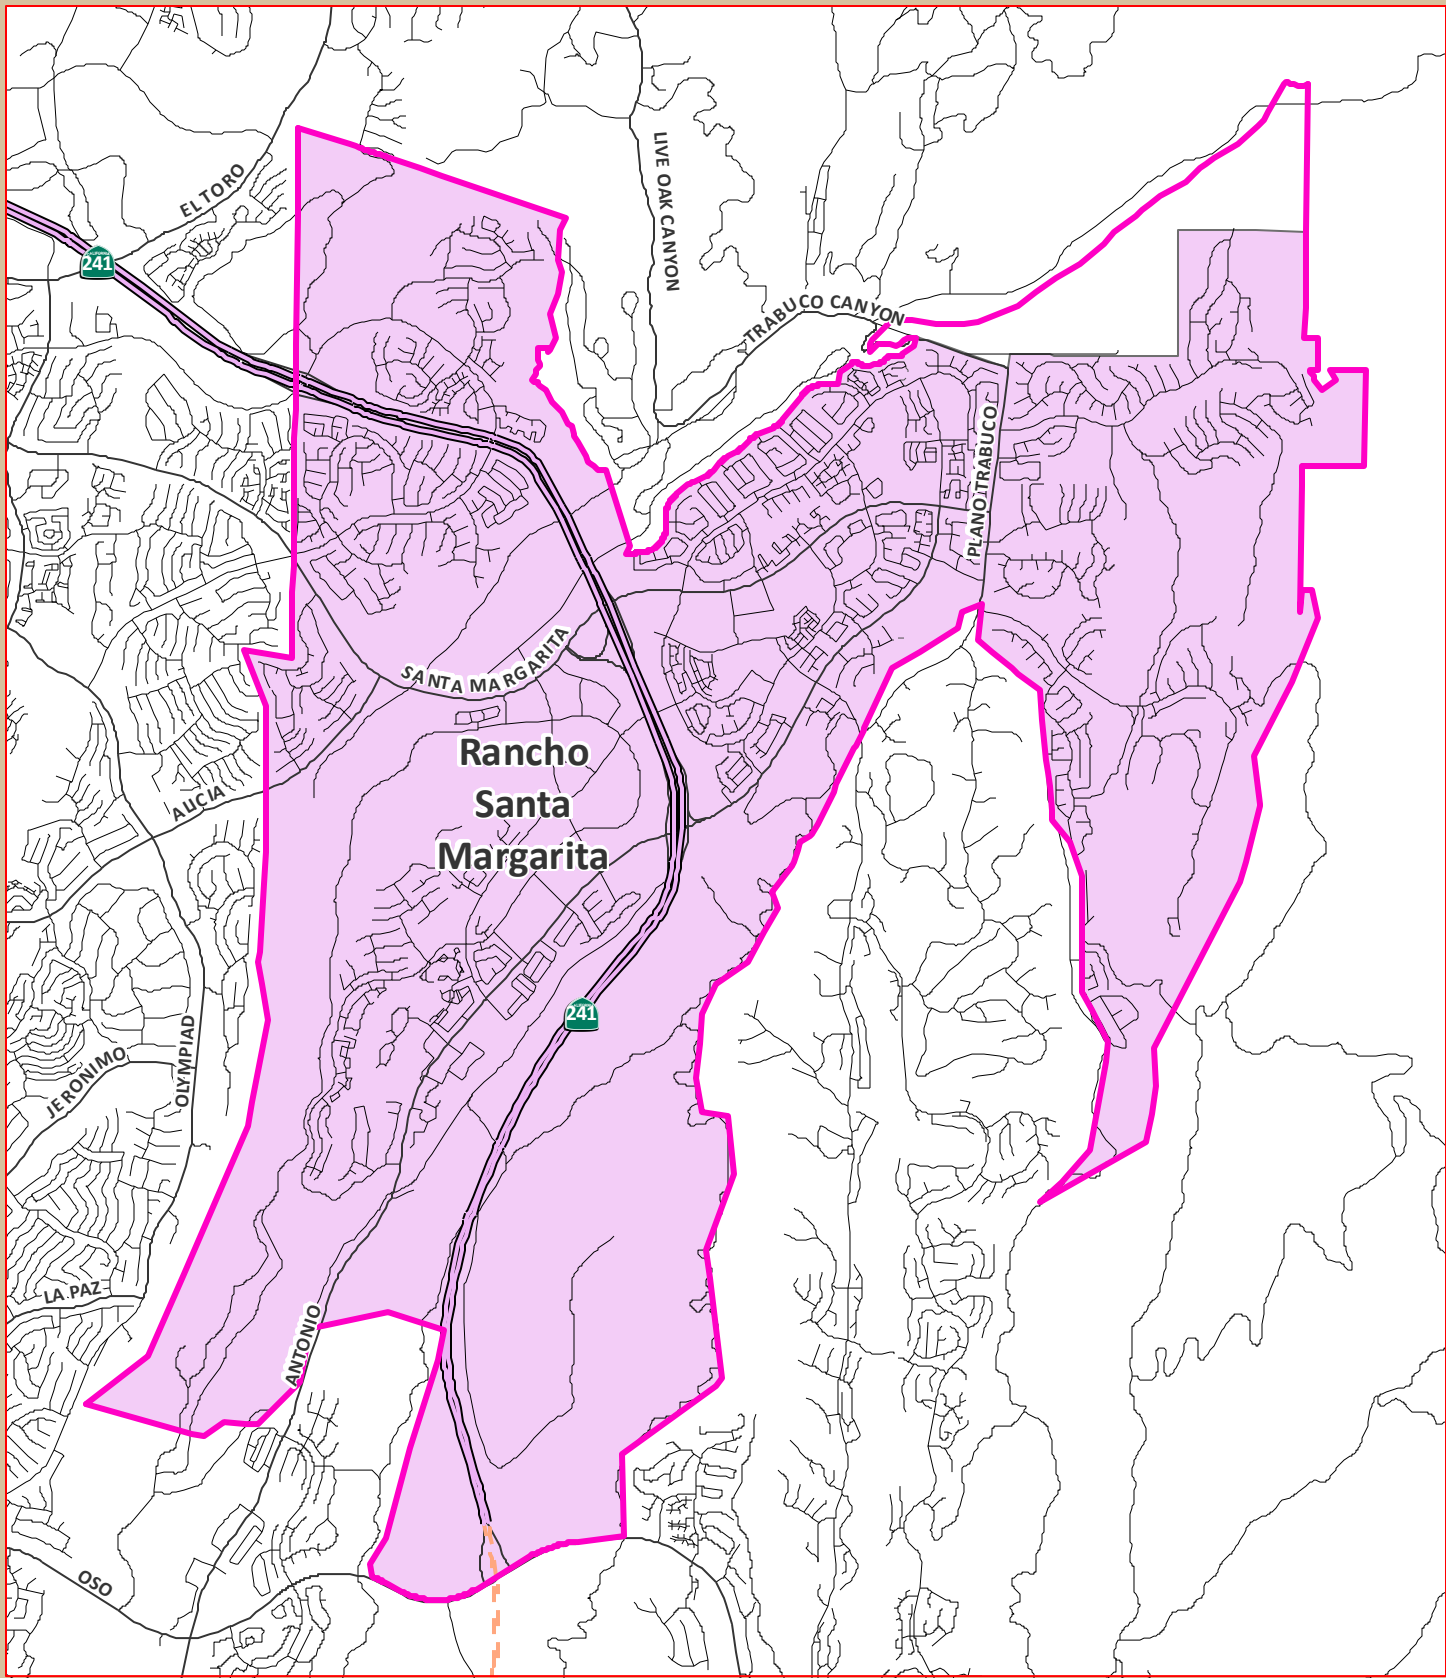 LIVE OAK CANYON
EL TORO
241
TRABUCO CANYON
PLANO TRABUCO
SANTA MARGARITA
Rancho
Santa
Margarita
ALICIA
241
OLYMPIAD
JERONIMO
LA PAZ
ANTONIO
OSO